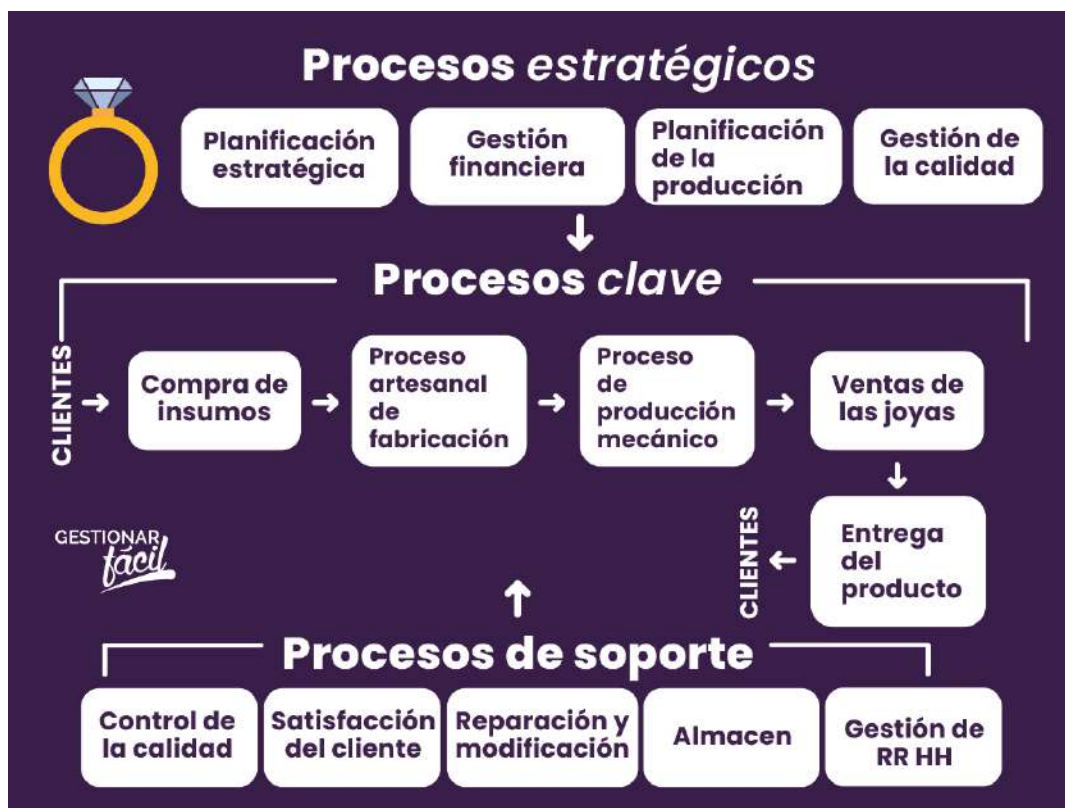 Procesos estratégicos
Planificación
estratégica
Gestión
financiera
Planificación
de la
producción
Gestión de
la calidad
Procesos clave
CLIENTES
Compra de
insumos
Proceso
artesanal
de
fabricación
Proceso
de
producción
mecánico
Ventas de
las joyas
Entrega
del
producto
CLIENTES
GESTIONAR
fácil
Procesos de soporte
Control de
la calidad
Satisfacción
del cliente
Reparación y
modificación
Almacen
Gestión de
RR HH